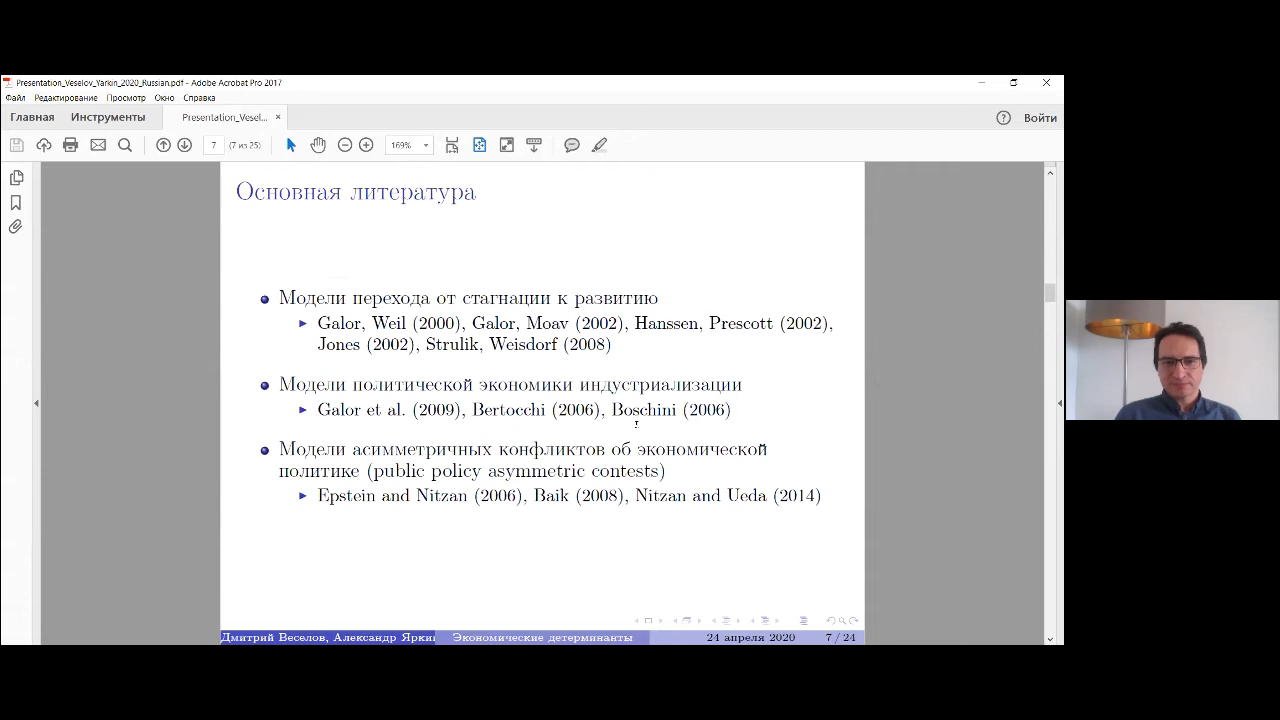 Presentation_Veselov_Yarkin_2020_Russian.pdf - Adobe Acrobat Pro 2017
Файл Редактирование Просмотр Окно Справка
Главная Инструменты Presentation_Vesel... × Войти
7 (7 из 25) 169%
Основная литература
Модели перехода от стагнации к развитию
Galor, Weil (2000), Galor, Moav (2002), Hanssen, Prescott (2002),
Jones (2002), Strulik, Weisdorf (2008)
Модели политической экономики индустриализации
Galor et al. (2009), Bertocchi (2006), Boschini (2006)
Модели асимметричных конфликтов об экономической
политике (public policy asymmetric contests)
Epstein and Nitzan (2006), Baik (2008), Nitzan and Ueda (2014)
Дмитрий Веселов, Александр Яркин Экономические детерминанты 24 апреля 2020 7 / 24